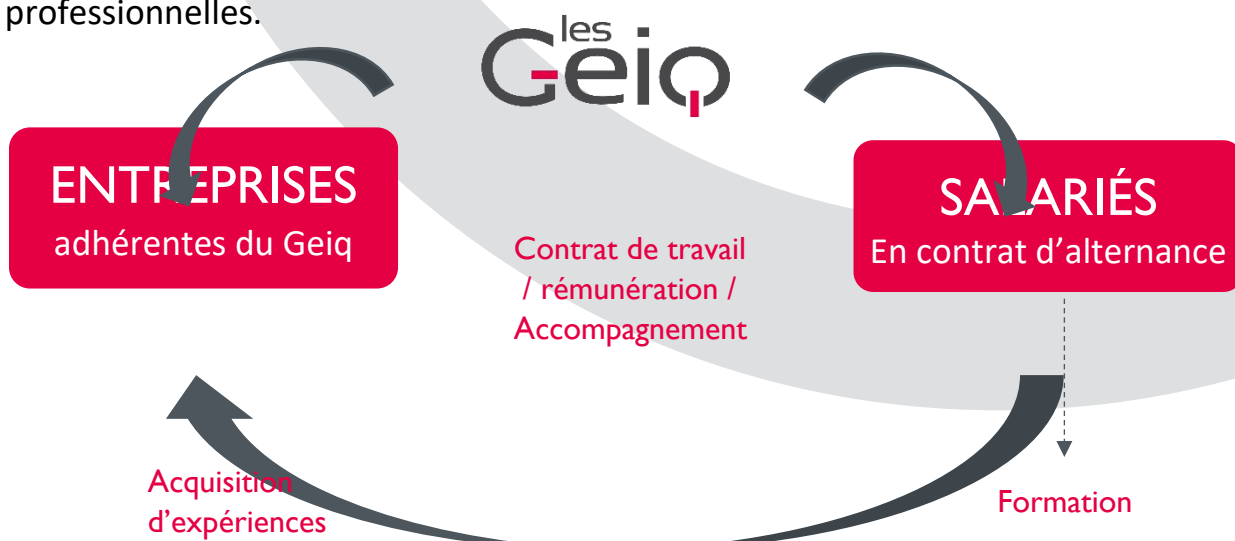 professionnelles.
les
Geiq
ENTREPRISES
adhérentes du Geiq
SALARIÉS
En contrat d'alternance
Contrat de travail
/ rémunération /
Accompagnement
Acquisition
d'expériences
Formation